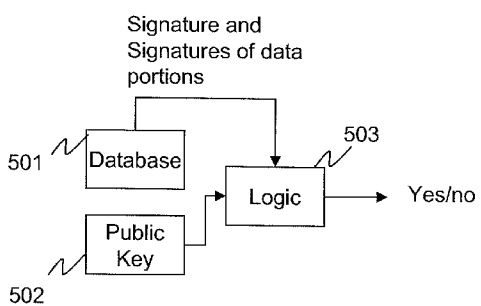 Signature and
Signatures of data
portions
503
501
Database
Logic
Yes/no
Public
Key
502